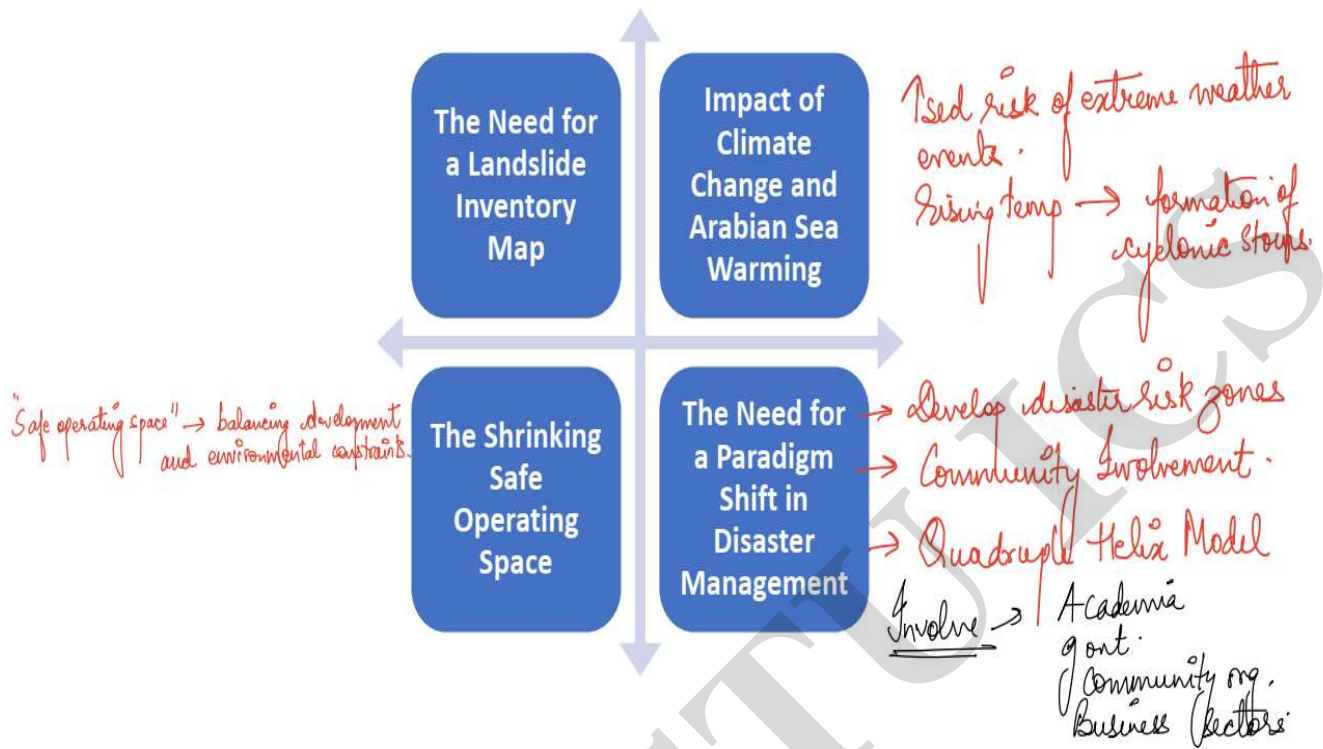 The Need for
a Landslide
Inventory
Map
Impact of
Climate
Change and
Arabian Sea
Warming
↑sed risk of extreme weather
events.
Rising temp → formation of
cyclonic storms.
"Safe operating space" → balancing development
and environmental constraints.
The Shrinking
Safe
Operating
Space
The Need for
a Paradigm
Shift in
Disaster
Management
→ Develop disaster risk zones
→ Community Involvement.
→ Quadruple Helix Model
Involve → Academia
govt.
Community org.
Business Sectors.
TU ICS